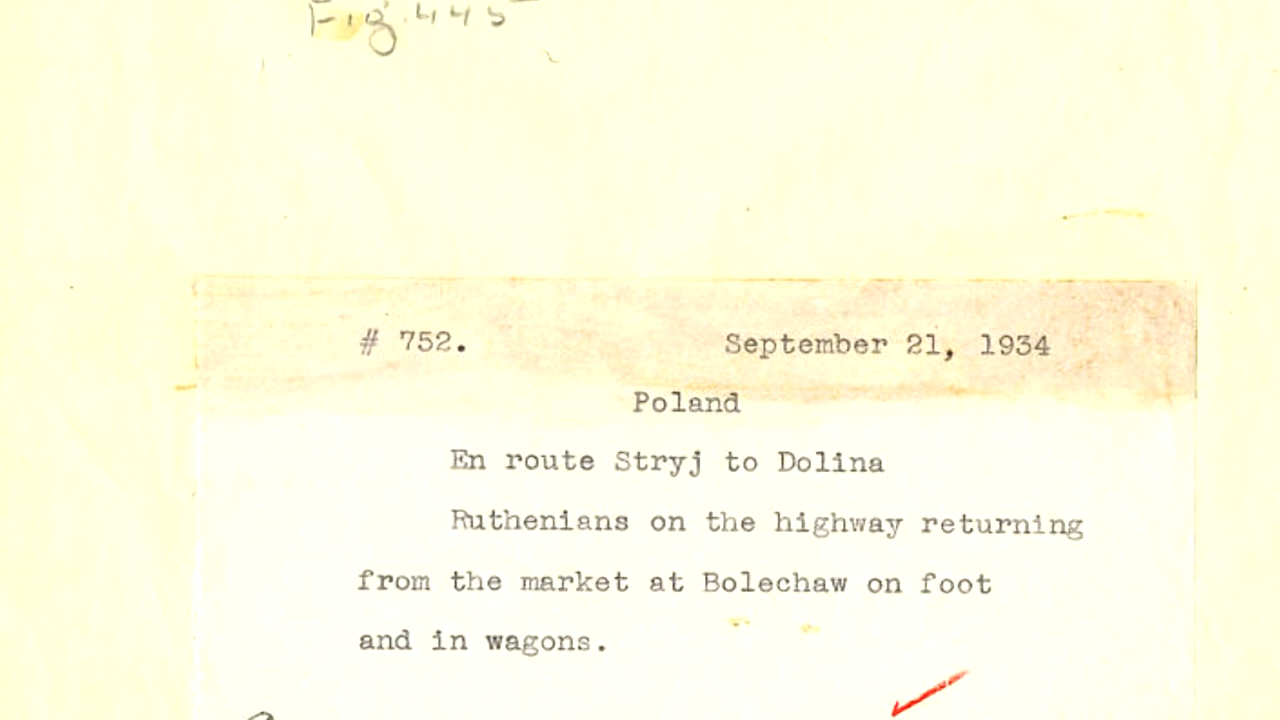 Fig. 445
# 752. September 21, 1934
Poland
En route Stryj to Dolina
Ruthenians on the highway returning
from the market at Bolechaw on foot
and in wagons.